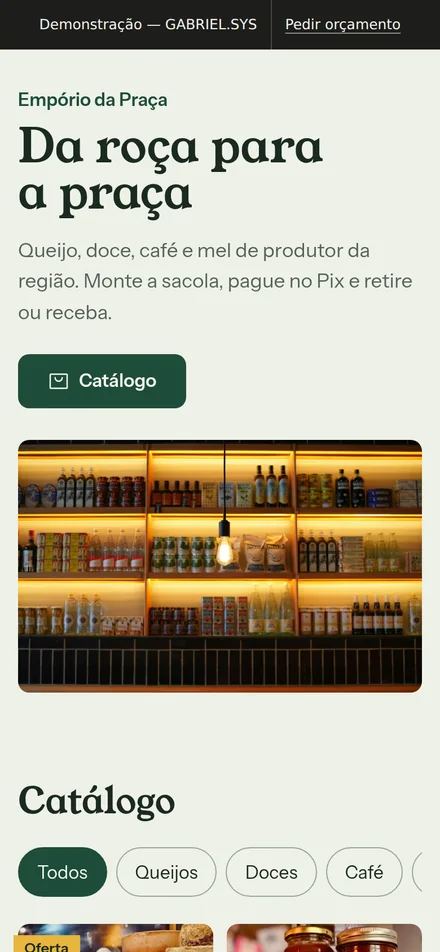 Demonstração — GABRIEL.SYS Pedir orçamento
Empório da Praça
Da roça para
a praça
Queijo, doce, café e mel de produtor da
região. Monte a sacola, pague no Pix e retire
ou receba.
Catálogo
Catálogo
Todos Queijos Doces Café
Oferta